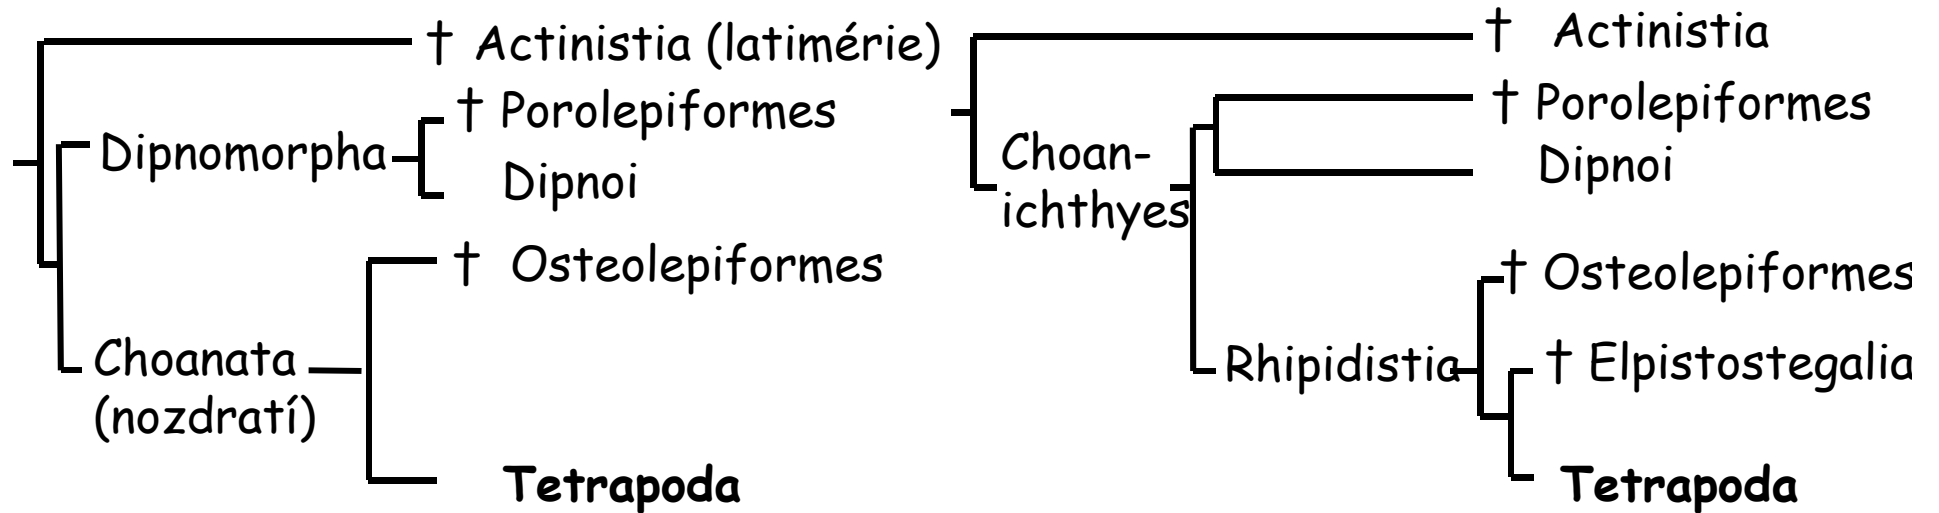 † Actinistia (latimérie)
† Porolepiformes
Dipnomorpha
Dipnoi
† Osteolepiformes
Choanata
(nozdratí)
Tetrapoda
† Actinistia
† Porolepiformes
Choan-
ichthyes
Dipnoi
† Osteolepiformes
Rhipidistia
† Elpistostegalia
Tetrapoda